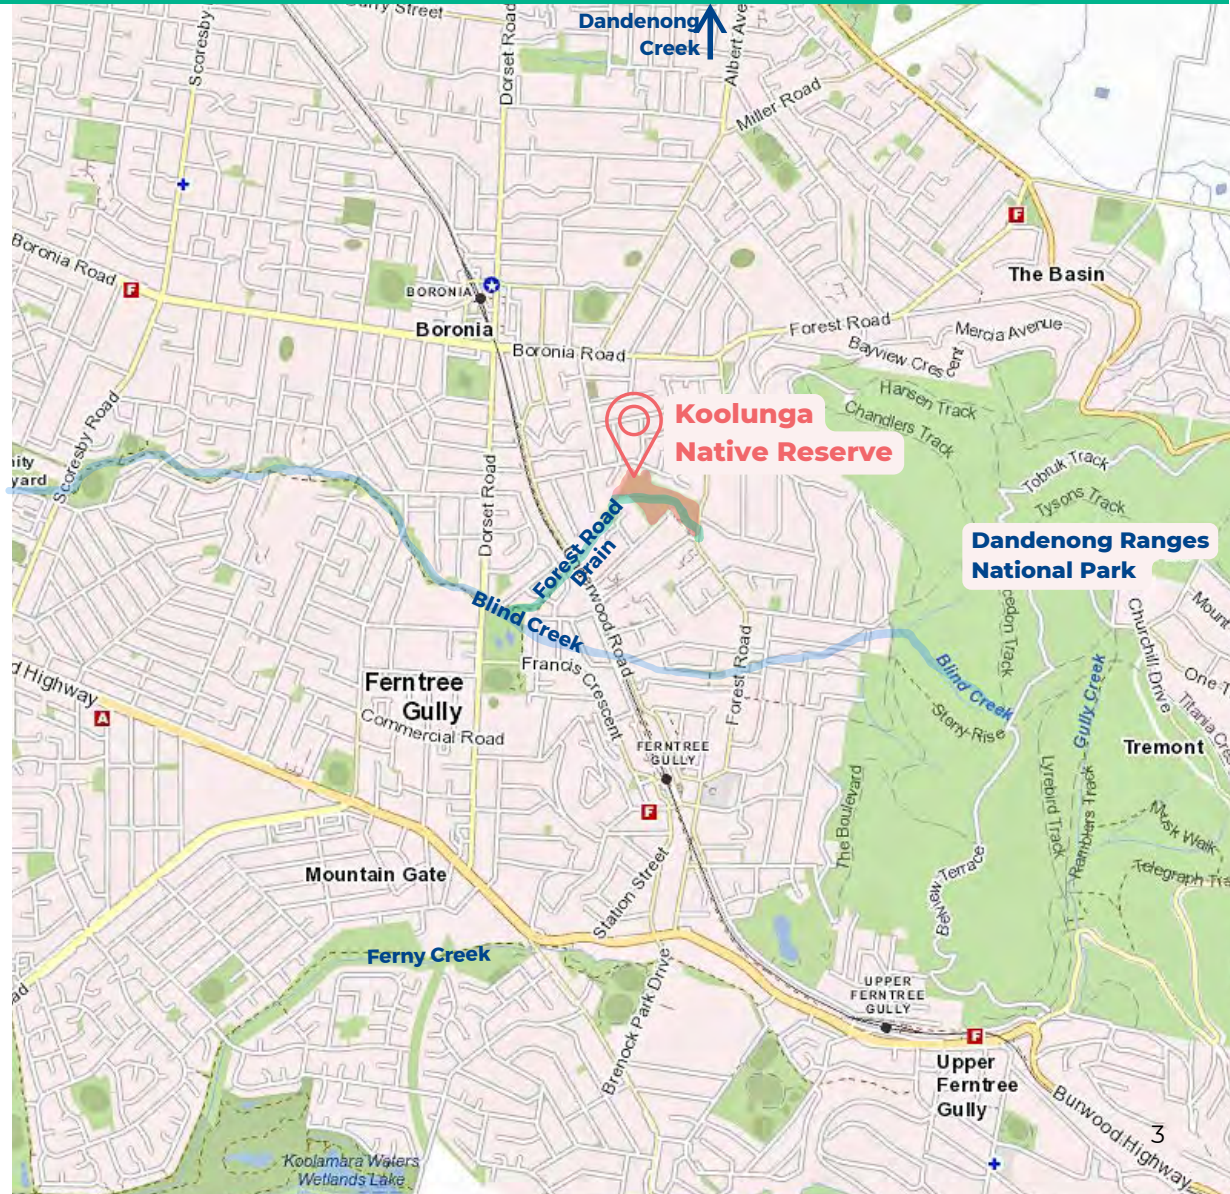 Dandenong
Creek
Scoresby
Dorset Road
Albert Ave
Street
Miller Road
Boronia Road
F
F
The Basin
BORONIA
Boronia
Boronia Road
Forest Road
Mercia Avenue
Bayview Crescent
Hansen Track
Chandlers Track
Koolunga
Native Reserve
Scoresby Road
yard
Dorset Road
Tobruk Track
Tysons Track
Dandenong Ranges
National Park
Forest Road
Drain
Blind Creek
Francis Crescent
Forest Road
Blind Creek
Stony Rise
Gully Creek
Churchill Drive
Mount
One T
Tremont
Highway
A
Ferntree
Gully
Commercial Road
FERNTREE
GULLY
F
The Boulevard
Lyrebird Track
Ramblers Track
Musk Walk
Telegraph Tra
Mountain Gate
Station Street
Belview Terrace
Ferny Creek
Brenock Park Drive
UPPER
FERNTREE
GULLY
F
Upper
Ferntree
Gully
Burwood Highway
Koolamara Waters
Wetlands Lake
3